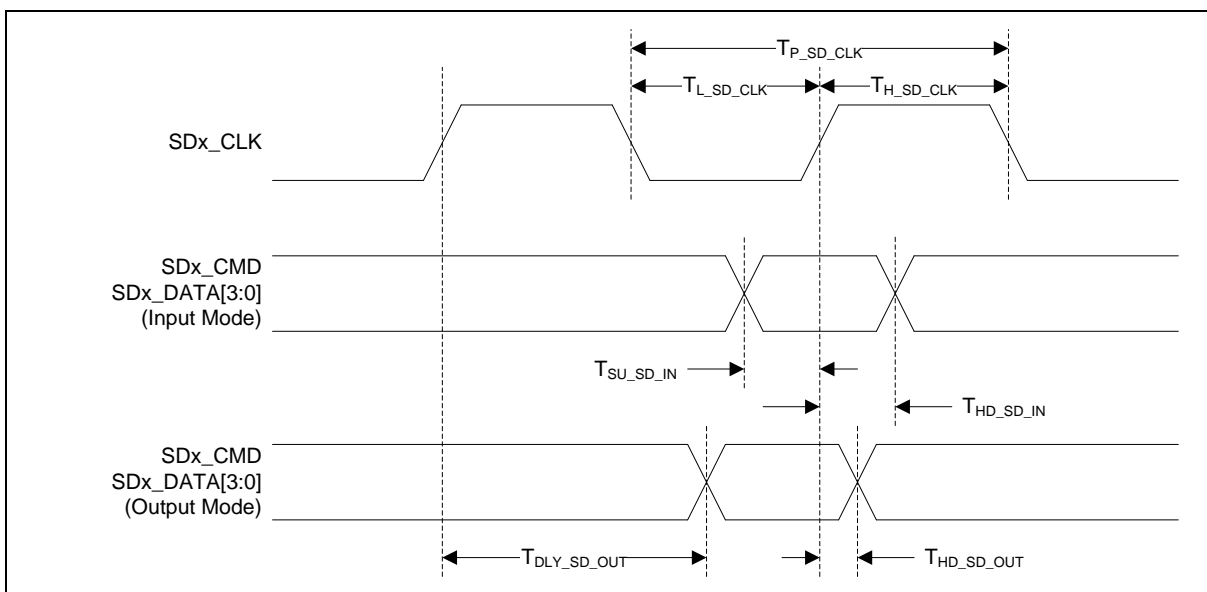 T_P_SD_CLK
T_L_SD_CLK
T_H_SD_CLK
SDx_CLK
SDx_CMD
SDx_DATA[3:0]
(Input Mode)
T_SU_SD_IN
T_HD_SD_IN
SDx_CMD
SDx_DATA[3:0]
(Output Mode)
T_DLY_SD_OUT
T_HD_SD_OUT